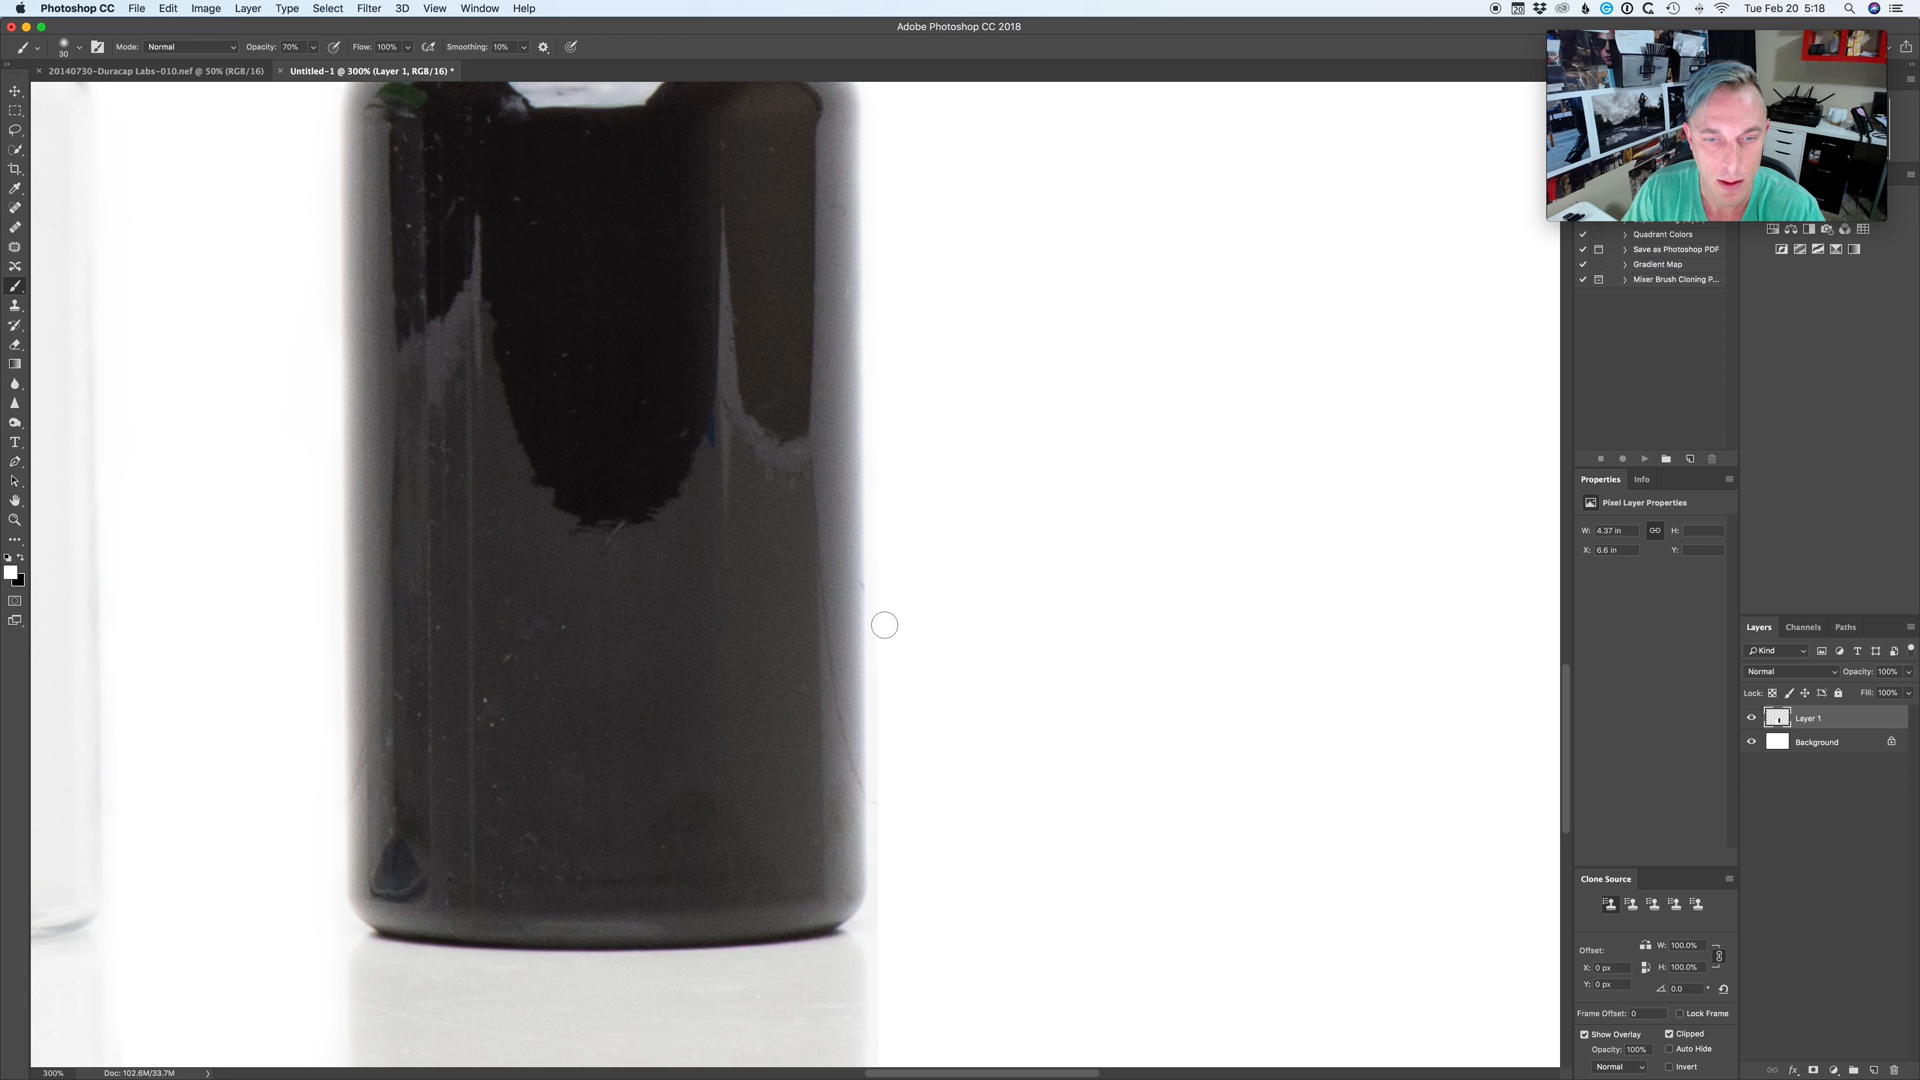 Photoshop CC File Edit Image Layer Type Select Filter 3D View Window Help
20
Tue Feb 20 5:18
Adobe Photoshop CC 2018
30 Mode: Normal Opacity: 70% Flow: 100% Smoothing: 10%
20140730-Duracap Labs-010.nef @ 50% (RGB/16)
Untitled-1 @ 300% (Layer 1, RGB/16) *
Quadrant Colors
Save as Photoshop PDF
Gradient Map
Mixer Brush Cloning P...
Properties Info
Pixel Layer Properties
W: 4.37 in H:
X: 6.6 in Y:
Layers Channels Paths
Kind
Normal Opacity: 100%
Lock: Fill: 100%
Layer 1
Background
Clone Source
Offset: W: 100.0%
X: 0 px H: 100.0%
Y: 0 px 0.0 °
Frame Offset: 0 Lock Frame
Show Overlay Clipped
Opacity: 100% Auto Hide
Normal Invert
300% Doc: 102.6M/33.7M